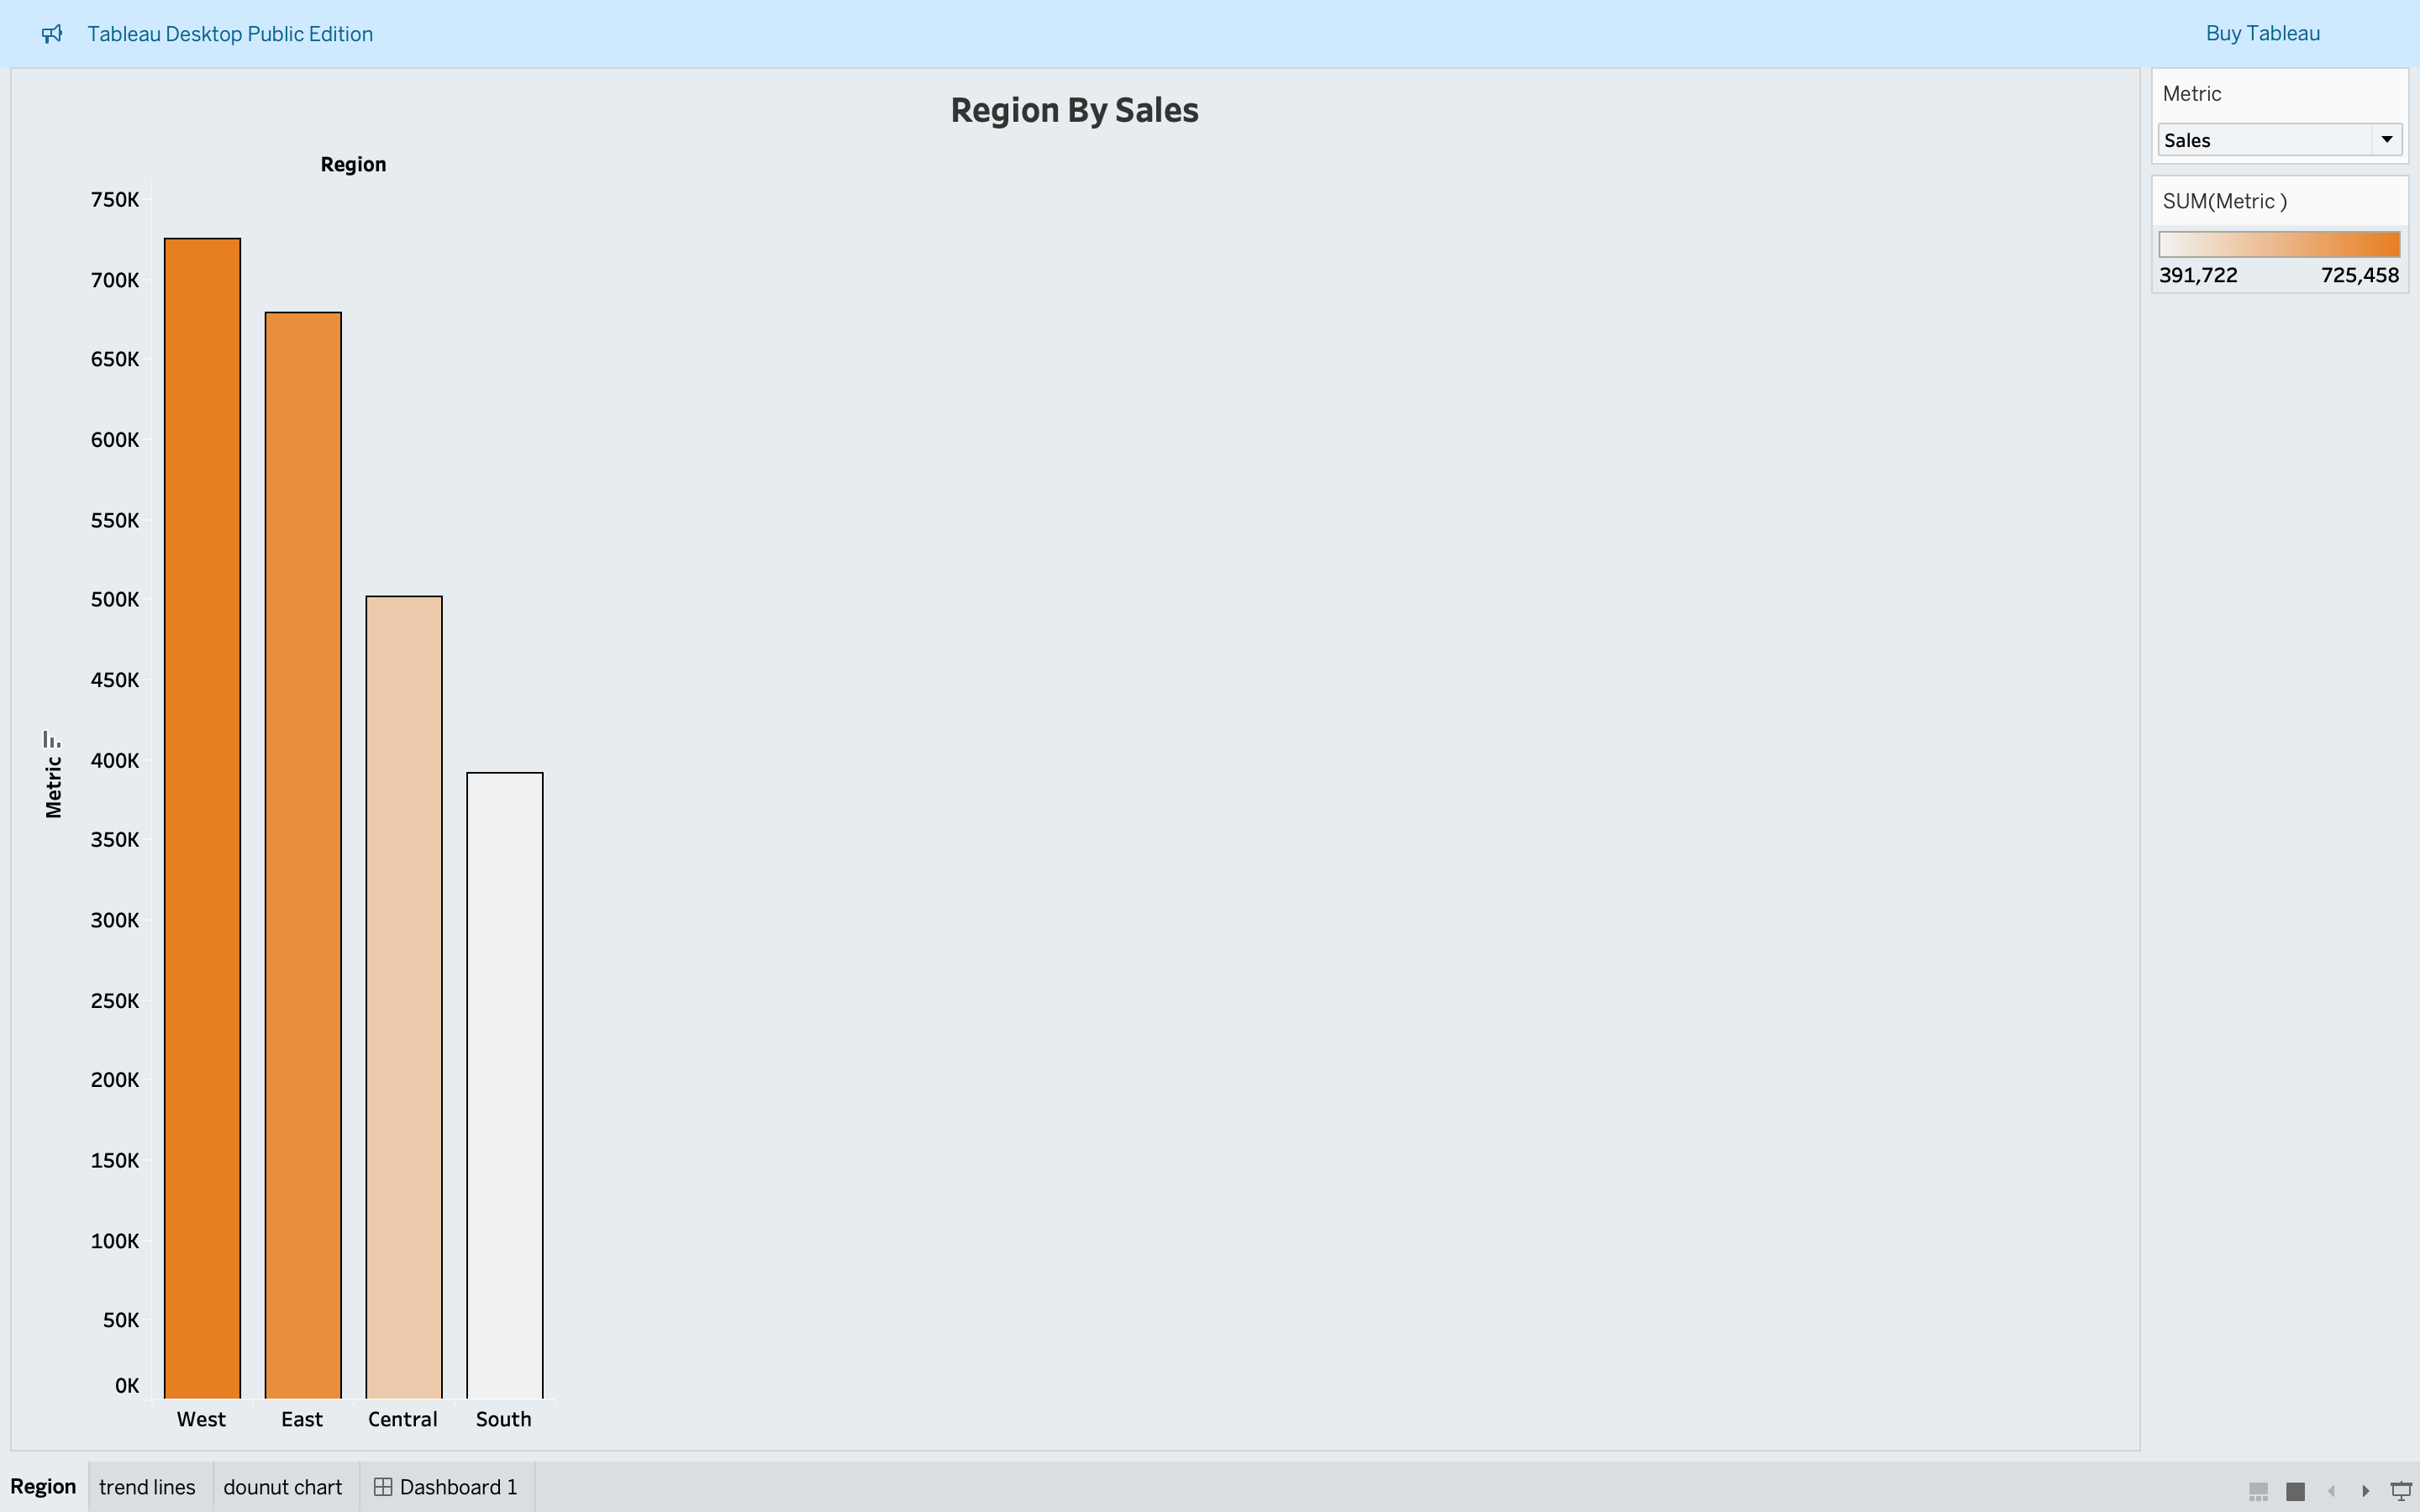 Tableau Desktop Public Edition
Buy Tableau
Region By Sales
Region
750K
700K
650K
600K
550K
500K
450K
400K
350K
300K
250K
200K
150K
100K
50K
0K
Metric
West East Central South
Metric
Sales
SUM(Metric )
391,722 725,458
Region trend lines dounut chart Dashboard 1